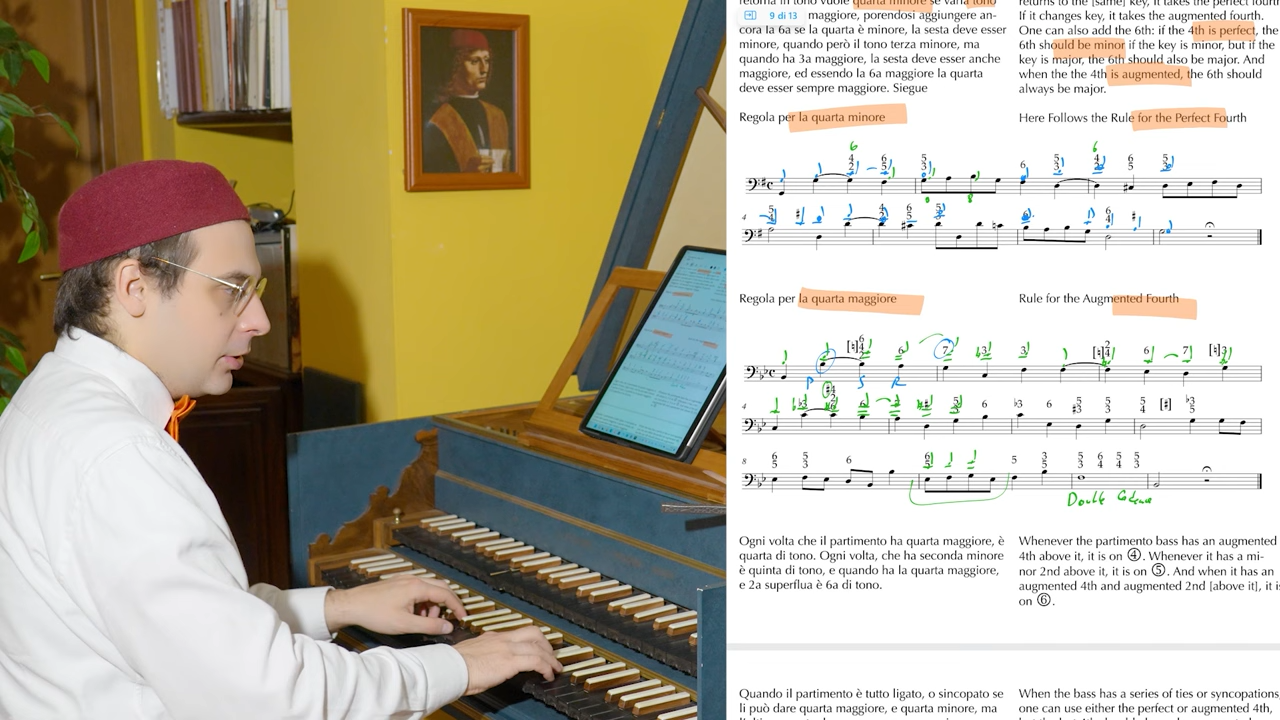 9 di 13
maggiore, porendosi aggiungere an-
cora la 6a se la quarta è minore, la sesta deve esser
minore, quando però il tono terza minore, ma
quando ha 3a maggiore, la sesta deve esser anche
maggiore, ed essendo la 6a maggiore la quarta
deve esser sempre maggiore. Siegue
returns to the [same] key, it takes the perfect fourth
If it changes key, it takes the augmented fourth.
One can also add the 6th: if the 4th is perfect, the
6th should be minor if the key is minor, but if the
key is major, the 6th should also be major. And
when the the 4th is augmented, the 6th should
always be major.
Regola per la quarta minore
Here Follows the Rule for the Perfect Fourth
Regola per la quarta maggiore
Rule for the Augmented Fourth
P S R
Double Cadence
Ogni volta che il partimento ha quarta maggiore, è
quarta di tono. Ogni volta, che ha seconda minore
è quinta di tono, e quando ha la quarta maggiore,
e 2a superflua è 6a di tono.
Whenever the partimento bass has an augmented
4th above it, it is on ④. Whenever it has a mi-
nor 2nd above it, it is on ⑤. And when it has an
augmented 4th and augmented 2nd [above it], it is
on ⑥.
Quando il partimento è tutto ligato, o sincopato se
li può dare quarta maggiore, e quarta minore, ma
When the bass has a series of ties or syncopations
one can use either the perfect or augmented 4th,